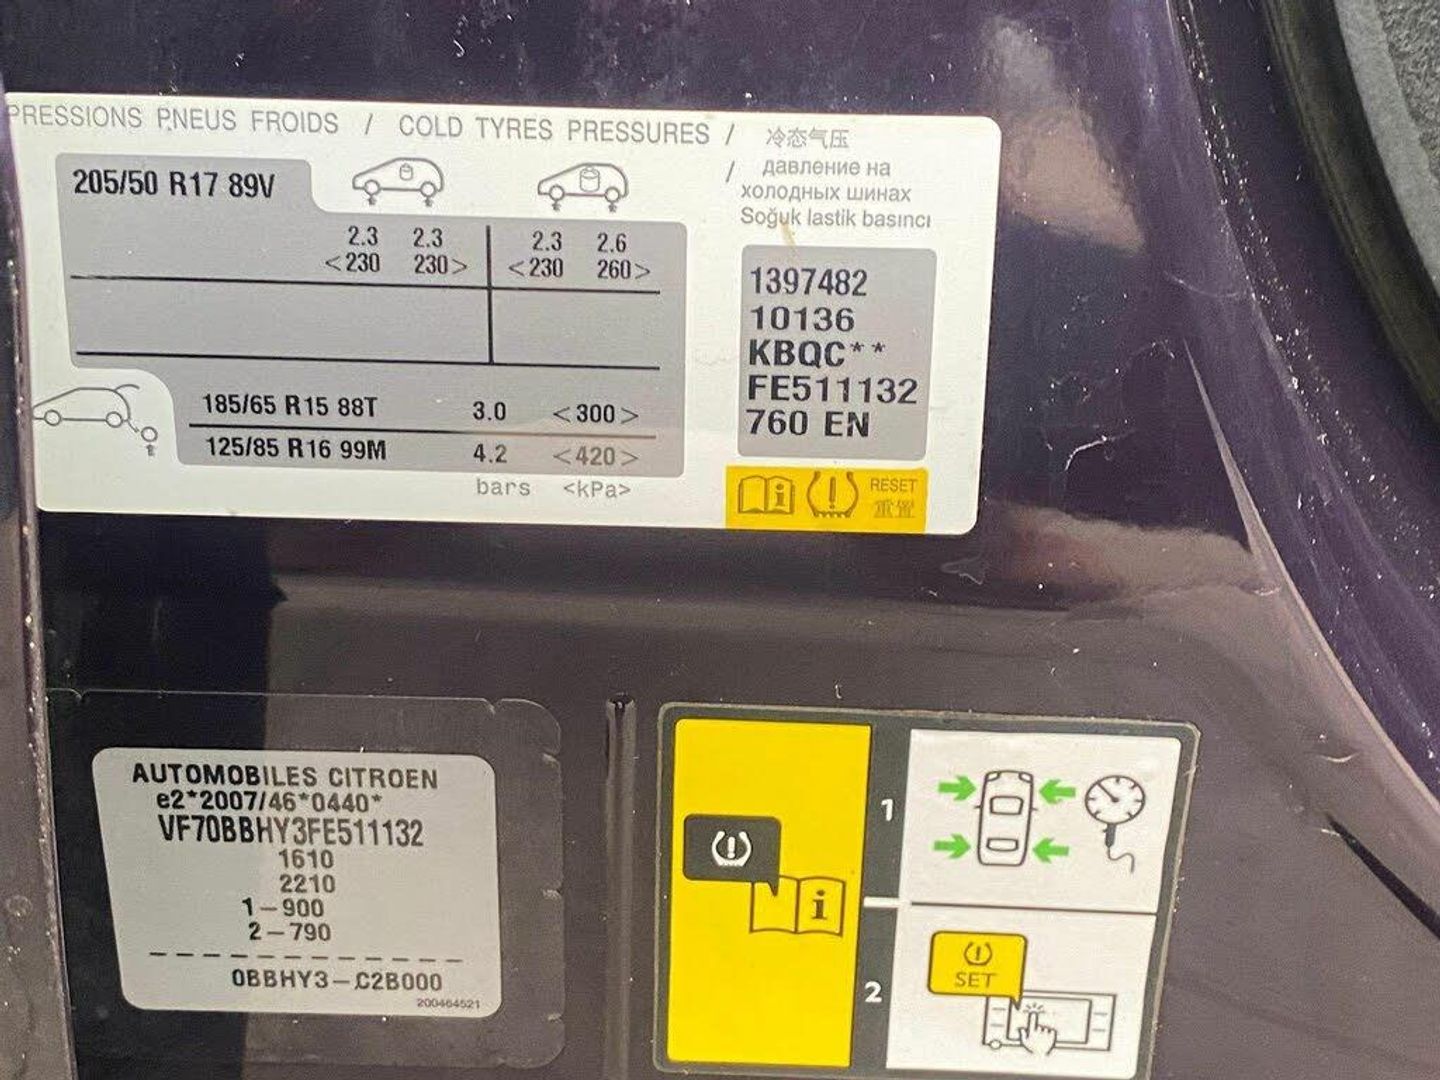 PRESSIONS PNEUS FROIDS / COLD TYRES PRESSURES / 冷态气压
/ давление на
холодных шинах
Soğuk lastik basıncı
205/50 R17 89V
2.3 2.3 2.3 2.6
<230 230> <230 260>
185/65 R15 88T 3.0 <300>
125/85 R16 99M 4.2 <420>
bars <kPa>
1397482
10136
KBQC**
FE511132
760 EN
RESET
重置
AUTOMOBILES CITROEN
e2*2007/46*0440*
VF70BBHY3FE511132
1610
2210
1-900
2-790
0BBHY3-C2B000
200464521
1
i
2
SET